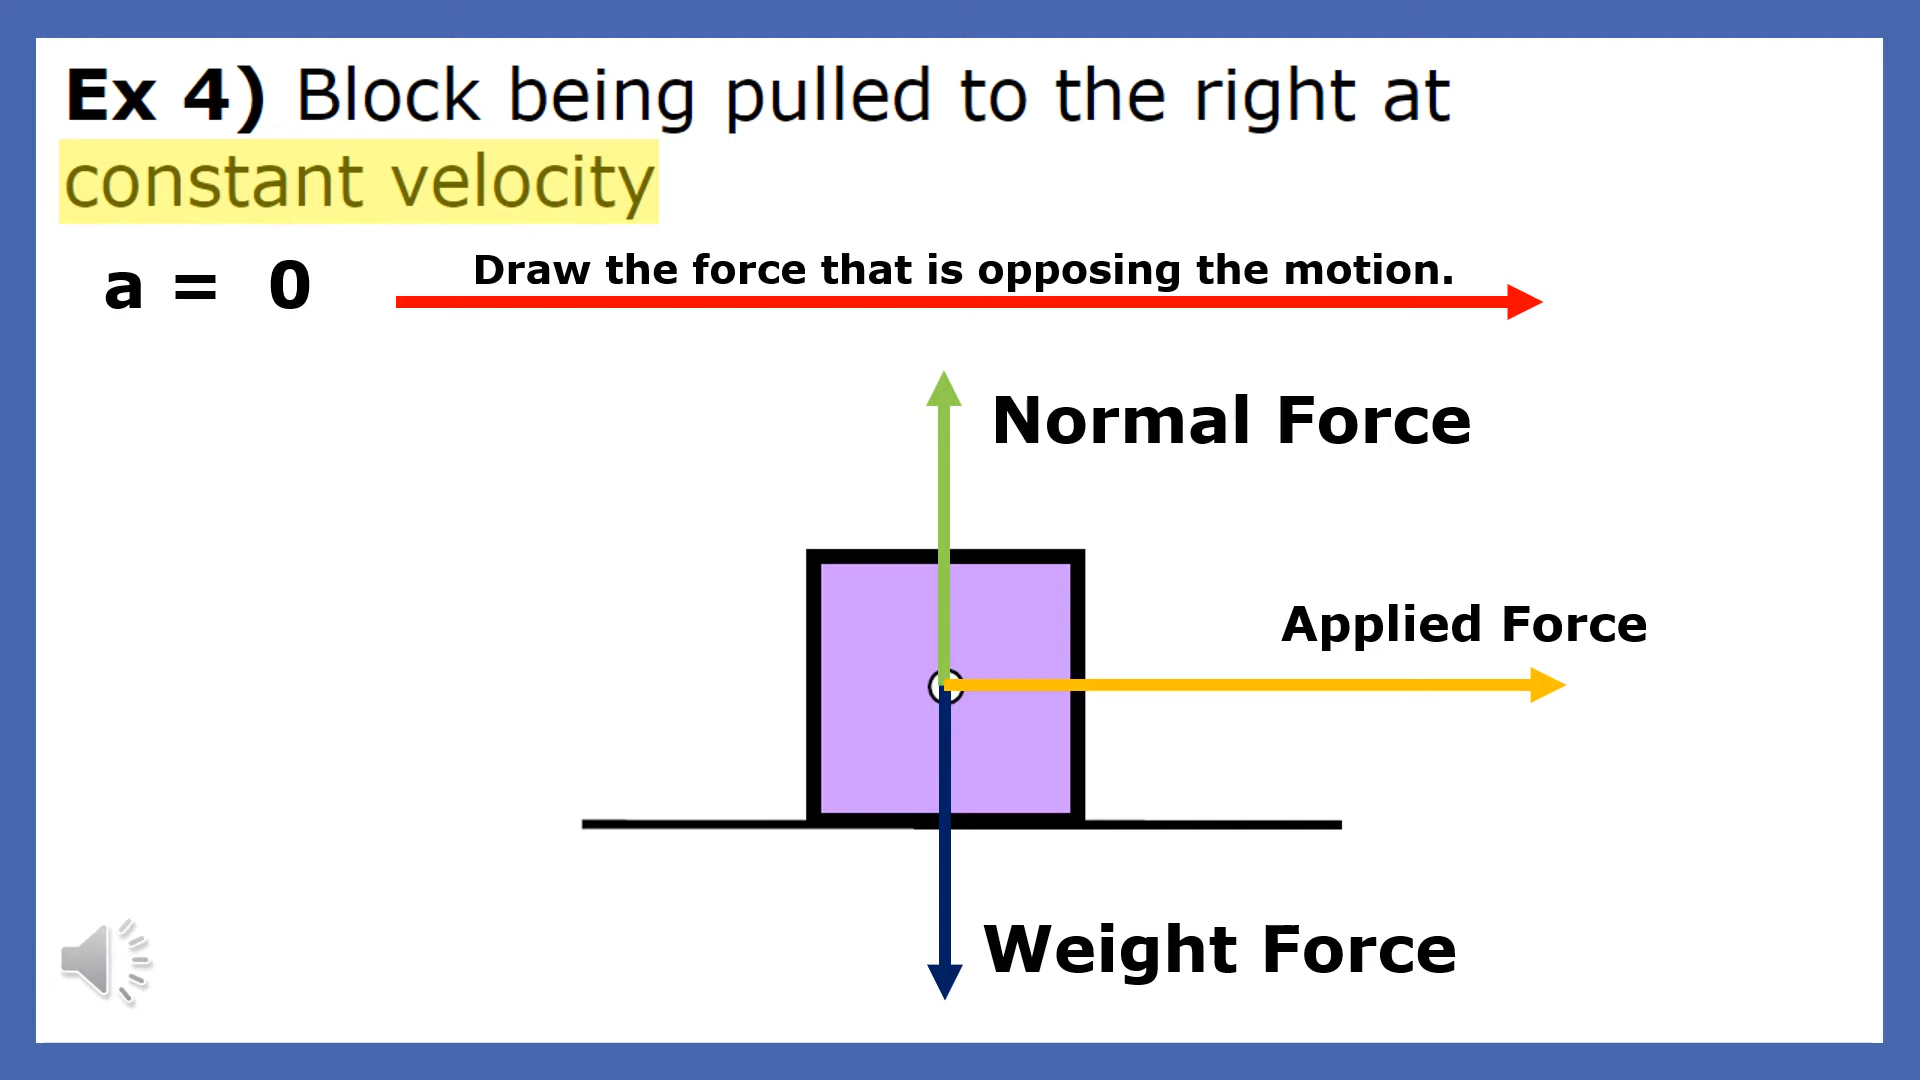 Ex 4) Block being pulled to the right at
constant velocity
a = 0
Draw the force that is opposing the motion.
Normal Force
Applied Force
Weight Force